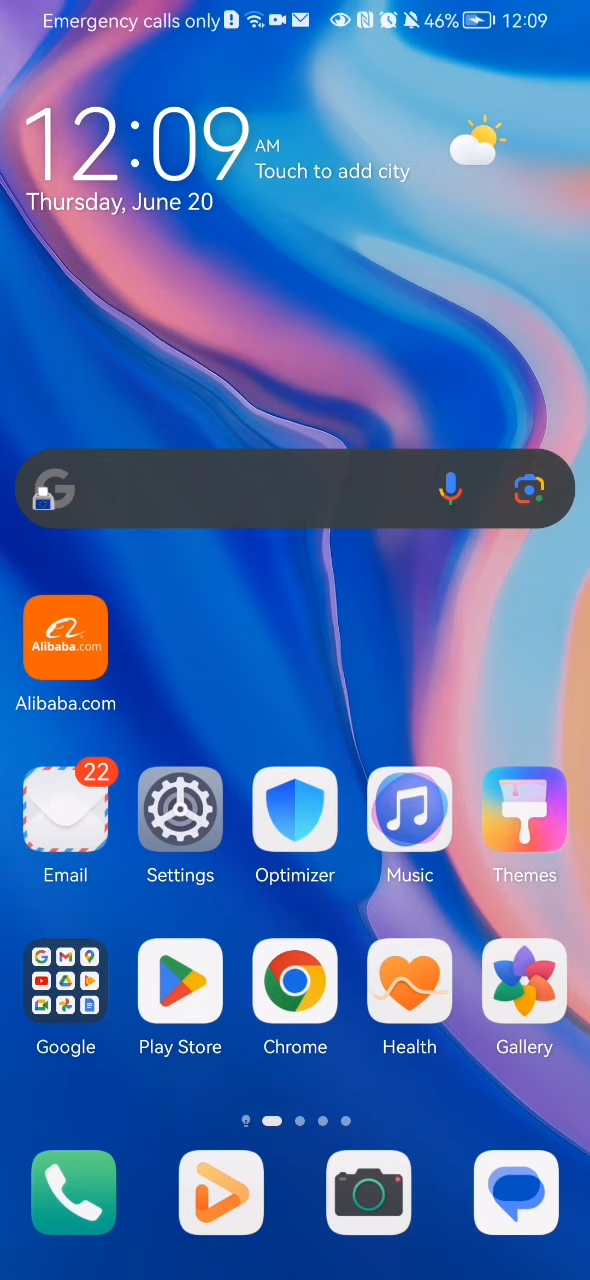 Emergency calls only 46% 12:09
12:09 AM
Touch to add city
Thursday, June 20
Alibaba.com
Alibaba.com
22
Email Settings Optimizer Music Themes
Google Play Store Chrome Health Gallery